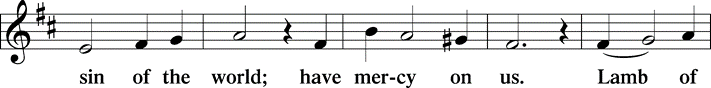 sin of the world; have mer-cy on us. Lamb of